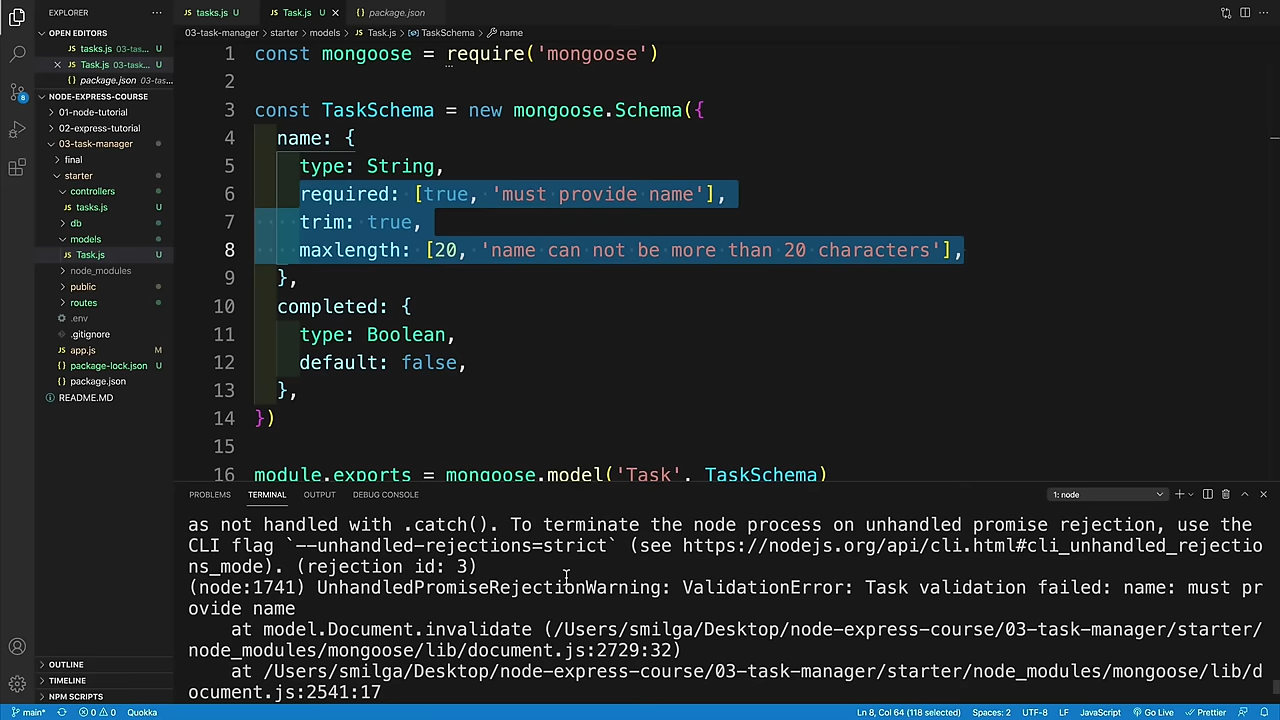 EXPLORER
OPEN EDITORS
tasks.js 03-tas... U
Task.js 03-task... U
package.json 03-tas...
NODE-EXPRESS-COURSE
01-node-tutorial
02-express-tutorial
03-task-manager
final
starter
controllers
tasks.js U
db
models
Task.js U
node_modules
public
routes
.env
.gitignore
app.js M
package-lock.json U
package.json
README.MD
OUTLINE
TIMELINE
NPM SCRIPTS
tasks.js U
Task.js U
package.json
03-task-manager > starter > models > Task.js > TaskSchema > name
1 const mongoose = require('mongoose')
2
3 const TaskSchema = new mongoose.Schema({
4 name: {
5 type: String,
6 required: [true, 'must provide name'],
7 trim: true,
8 maxlength: [20, 'name can not be more than 20 characters'],
9 },
10 completed: {
11 type: Boolean,
12 default: false,
13 },
14 })
15
16 module.exports = mongoose.model('Task', TaskSchema)
PROBLEMS TERMINAL OUTPUT DEBUG CONSOLE 1: node
as not handled with .catch(). To terminate the node process on unhandled promise rejection, use the
CLI flag `--unhandled-rejections=strict` (see https://nodejs.org/api/cli.html#cli_unhandled_rejectio
ns_mode). (rejection id: 3)
(node:1741) UnhandledPromiseRejectionWarning: ValidationError: Task validation failed: name: must pr
ovide name
at model.Document.invalidate (/Users/smilga/Desktop/node-express-course/03-task-manager/starter/
node_modules/mongoose/lib/document.js:2729:32)
at /Users/smilga/Desktop/node-express-course/03-task-manager/starter/node_modules/mongoose/lib/d
ocument.js:2541:17
main* 0 0 Quokka Ln 8, Col 64 (118 selected) Spaces: 2 UTF-8 LF JavaScript Go Live Prettier